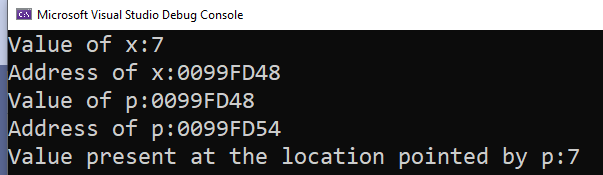 Microsoft Visual Studio Debug Console
Value of x:7
Address of x:0099FD48
Value of p:0099FD48
Address of p:0099FD54
Value present at the location pointed by p:7